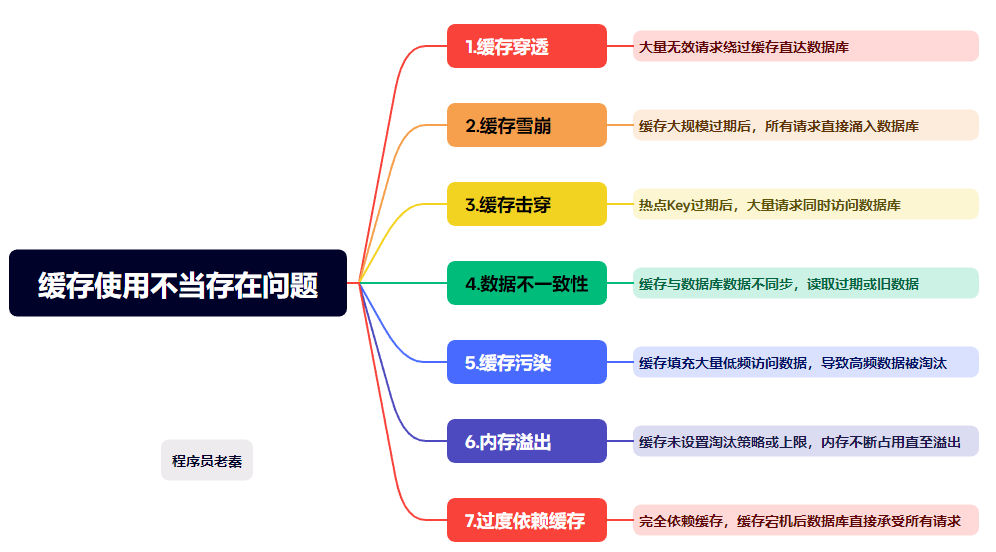 缓存使用不当存在问题
1.缓存穿透
大量无效请求绕过缓存直达数据库
2.缓存雪崩
缓存大规模过期后，所有请求直接涌入数据库
3.缓存击穿
热点Key过期后，大量请求同时访问数据库
4.数据不一致性
缓存与数据库数据不同步，读取过期或旧数据
5.缓存污染
缓存填充大量低频访问数据，导致高频数据被淘汰
6.内存溢出
缓存未设置淘汰策略或上限，内存不断占用直至溢出
7.过度依赖缓存
完全依赖缓存，缓存宕机后数据库直接承受所有请求
程序员老秦